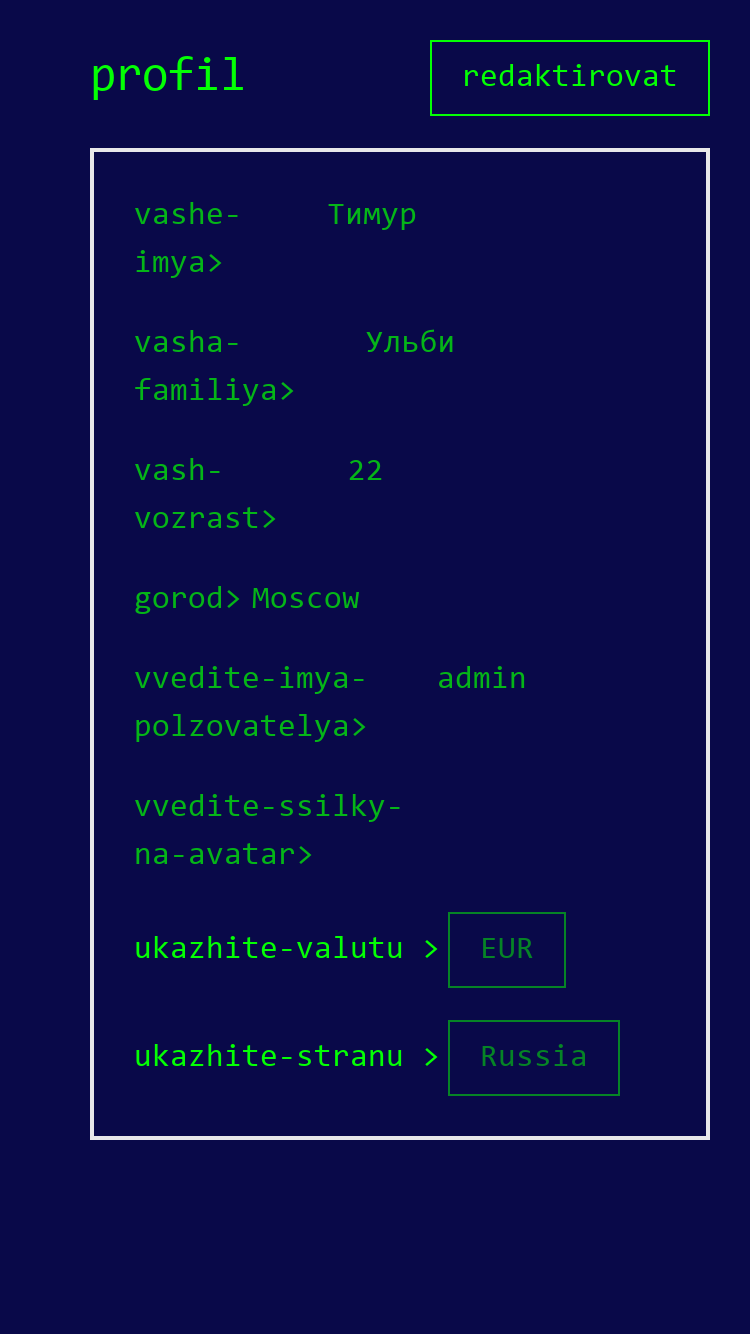 profil
redaktirovat
vashe- Тимур
imya>
vasha- Ульби
familiya>
vash- 22
vozrast>
gorod> Moscow
vvedite-imya- admin
polzovatelya>
vvedite-ssilky-
na-avatar>
ukazhite-valutu > EUR
ukazhite-stranu > Russia